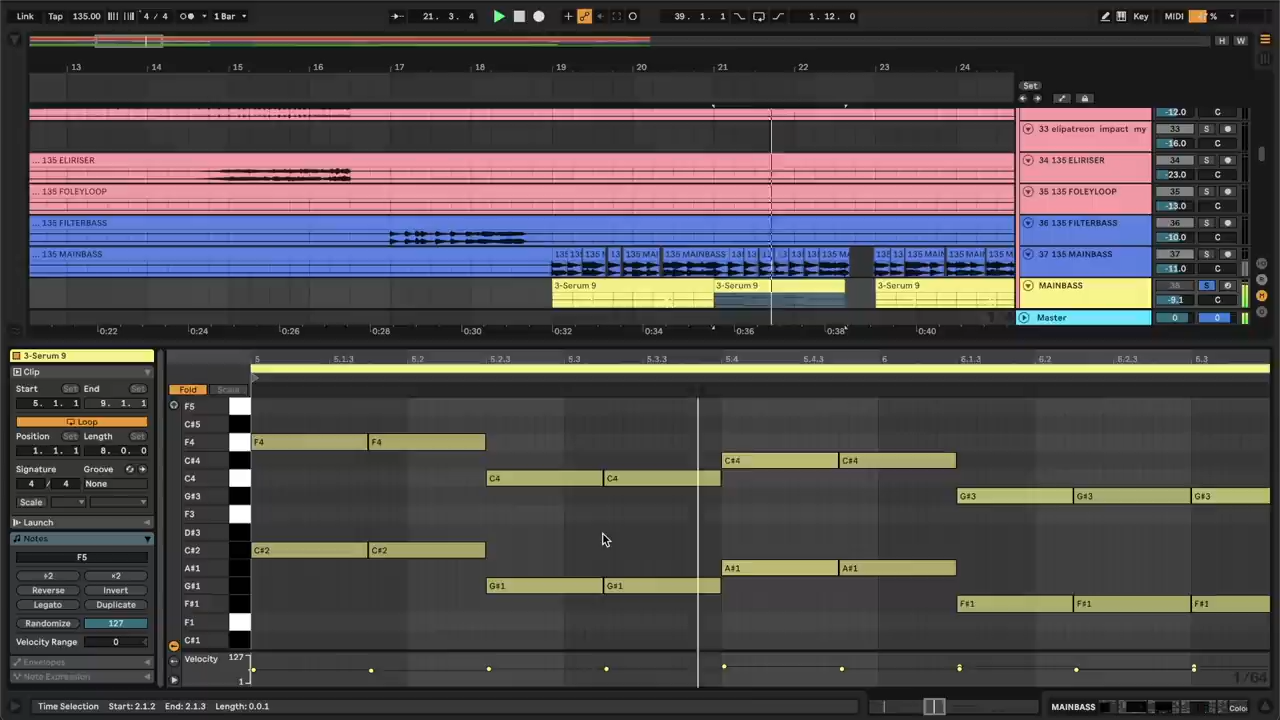 Link Tap 135.00 4 / 4 1 Bar 21. 3. 4 39. 1. 1 1. 12. 0 Key MIDI %
H W
13 14 15 16 17 18 19 20 21 22 23 24
Set
-12.0 C
33 elipatreon impact my 33 S
-16.0 C
... 135 ELIRISER 34 135 ELIRISER 34 S
-23.0 C
... 135 FOLEYLOOP 35 135 FOLEYLOOP 35 S
-13.0 C
... 135 FILTERBASS 36 135 FILTERBASS 36 S
-10.0 C
... 135 MAINBASS 135 MAINBASS 37 135 MAINBASS 37 S
-11.0 C
3-Serum 9 3-Serum 9 3-Serum 9 MAINBASS 38 S
-9.1 C
Master 0 0
0:22 0:24 0:26 0:28 0:30 0:32 0:34 0:36 0:38 0:40
3-Serum 9
Clip
Start Set End Set
5. 1. 1 9. 1. 1
Loop
Position Set Length Set
1. 1. 1 8. 0. 0
Signature Groove
4 / 4 None
Scale
Launch
Notes
F5
÷2 ×2
Reverse Invert
Legato Duplicate
Randomize 127
Velocity Range 0
Envelopes
Note Expression
5 5.1.3 5.2 5.2.3 5.3 5.3.3 5.4 5.4.3 6 6.1.3 6.2 6.2.3 6.3
Fold Scale
F5
C#5
F4 F4 F4
C#4 C#4 C#4
C4 C4 C4
G#3 G#3 G#3 G#3
F3
D#3
C#2 C#2 C#2
A#1 A#1 A#1
G#1 G#1 G#1
F#1 F#1 F#1 F#1
F1
C#1
Velocity 127
1 1/64
Time Selection Start: 2.1.2 End: 2.1.3 Length: 0.0.1 MAINBASS Color